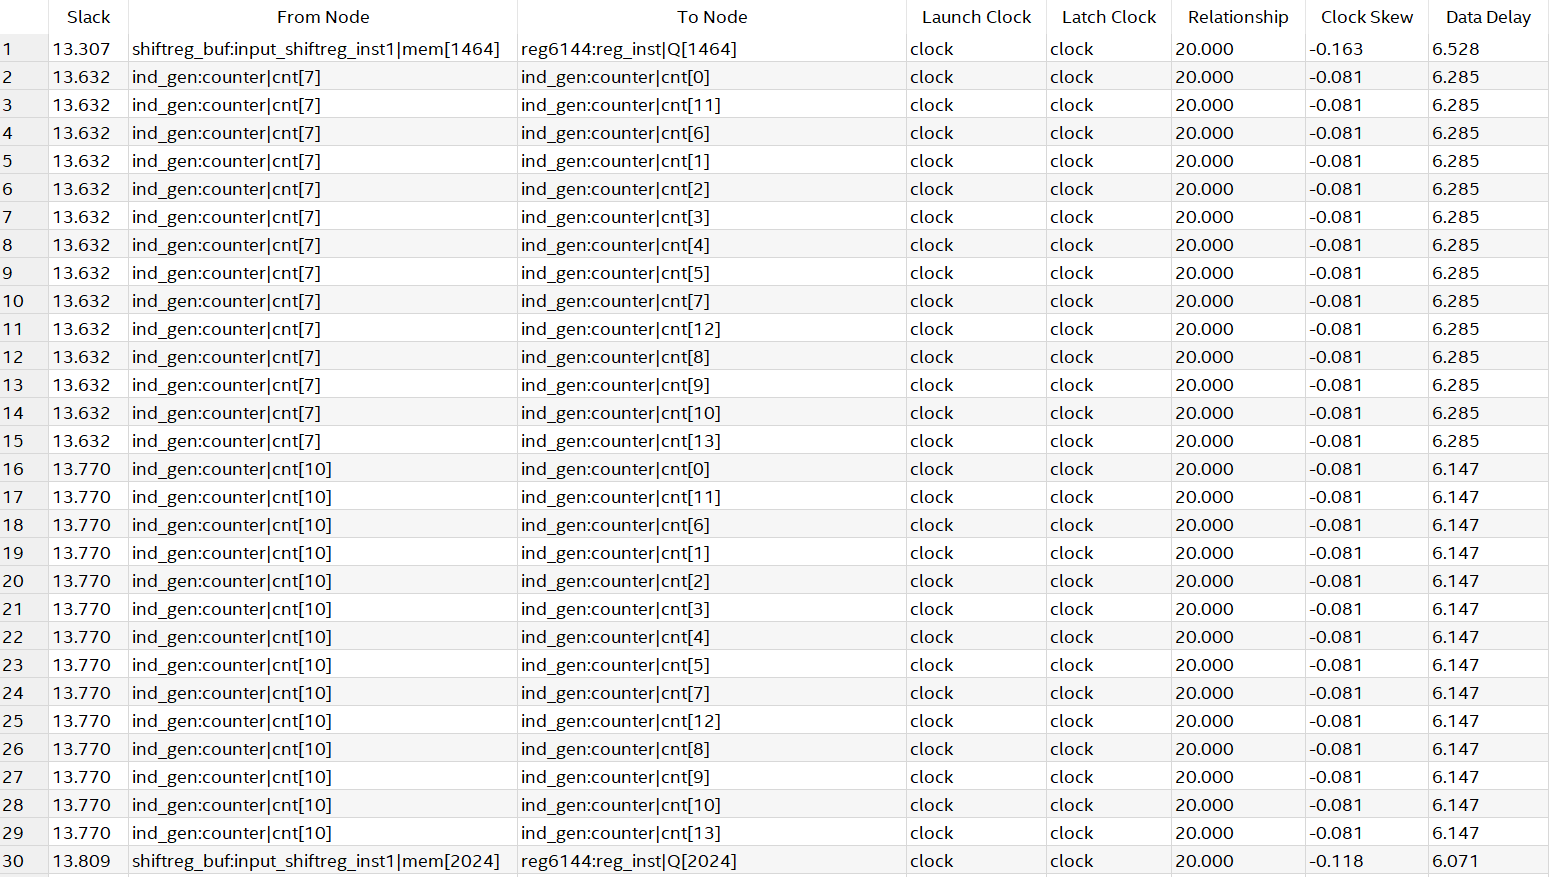 Slack From Node To Node Launch Clock Latch Clock Relationship Clock Skew Data Delay
1 13.307 shiftreg_buf:input_shiftreg_inst1|mem[1464] reg6144:reg_inst|Q[1464] clock clock 20.000 -0.163 6.528
2 13.632 ind_gen:counter|cnt[7] ind_gen:counter|cnt[0] clock clock 20.000 -0.081 6.285
3 13.632 ind_gen:counter|cnt[7] ind_gen:counter|cnt[11] clock clock 20.000 -0.081 6.285
4 13.632 ind_gen:counter|cnt[7] ind_gen:counter|cnt[6] clock clock 20.000 -0.081 6.285
5 13.632 ind_gen:counter|cnt[7] ind_gen:counter|cnt[1] clock clock 20.000 -0.081 6.285
6 13.632 ind_gen:counter|cnt[7] ind_gen:counter|cnt[2] clock clock 20.000 -0.081 6.285
7 13.632 ind_gen:counter|cnt[7] ind_gen:counter|cnt[3] clock clock 20.000 -0.081 6.285
8 13.632 ind_gen:counter|cnt[7] ind_gen:counter|cnt[4] clock clock 20.000 -0.081 6.285
9 13.632 ind_gen:counter|cnt[7] ind_gen:counter|cnt[5] clock clock 20.000 -0.081 6.285
10 13.632 ind_gen:counter|cnt[7] ind_gen:counter|cnt[7] clock clock 20.000 -0.081 6.285
11 13.632 ind_gen:counter|cnt[7] ind_gen:counter|cnt[12] clock clock 20.000 -0.081 6.285
12 13.632 ind_gen:counter|cnt[7] ind_gen:counter|cnt[8] clock clock 20.000 -0.081 6.285
13 13.632 ind_gen:counter|cnt[7] ind_gen:counter|cnt[9] clock clock 20.000 -0.081 6.285
14 13.632 ind_gen:counter|cnt[7] ind_gen:counter|cnt[10] clock clock 20.000 -0.081 6.285
15 13.632 ind_gen:counter|cnt[7] ind_gen:counter|cnt[13] clock clock 20.000 -0.081 6.285
16 13.770 ind_gen:counter|cnt[10] ind_gen:counter|cnt[0] clock clock 20.000 -0.081 6.147
17 13.770 ind_gen:counter|cnt[10] ind_gen:counter|cnt[11] clock clock 20.000 -0.081 6.147
18 13.770 ind_gen:counter|cnt[10] ind_gen:counter|cnt[6] clock clock 20.000 -0.081 6.147
19 13.770 ind_gen:counter|cnt[10] ind_gen:counter|cnt[1] clock clock 20.000 -0.081 6.147
20 13.770 ind_gen:counter|cnt[10] ind_gen:counter|cnt[2] clock clock 20.000 -0.081 6.147
21 13.770 ind_gen:counter|cnt[10] ind_gen:counter|cnt[3] clock clock 20.000 -0.081 6.147
22 13.770 ind_gen:counter|cnt[10] ind_gen:counter|cnt[4] clock clock 20.000 -0.081 6.147
23 13.770 ind_gen:counter|cnt[10] ind_gen:counter|cnt[5] clock clock 20.000 -0.081 6.147
24 13.770 ind_gen:counter|cnt[10] ind_gen:counter|cnt[7] clock clock 20.000 -0.081 6.147
25 13.770 ind_gen:counter|cnt[10] ind_gen:counter|cnt[12] clock clock 20.000 -0.081 6.147
26 13.770 ind_gen:counter|cnt[10] ind_gen:counter|cnt[8] clock clock 20.000 -0.081 6.147
27 13.770 ind_gen:counter|cnt[10] ind_gen:counter|cnt[9] clock clock 20.000 -0.081 6.147
28 13.770 ind_gen:counter|cnt[10] ind_gen:counter|cnt[10] clock clock 20.000 -0.081 6.147
29 13.770 ind_gen:counter|cnt[10] ind_gen:counter|cnt[13] clock clock 20.000 -0.081 6.147
30 13.809 shiftreg_buf:input_shiftreg_inst1|mem[2024] reg6144:reg_inst|Q[2024] clock clock 20.000 -0.118 6.071